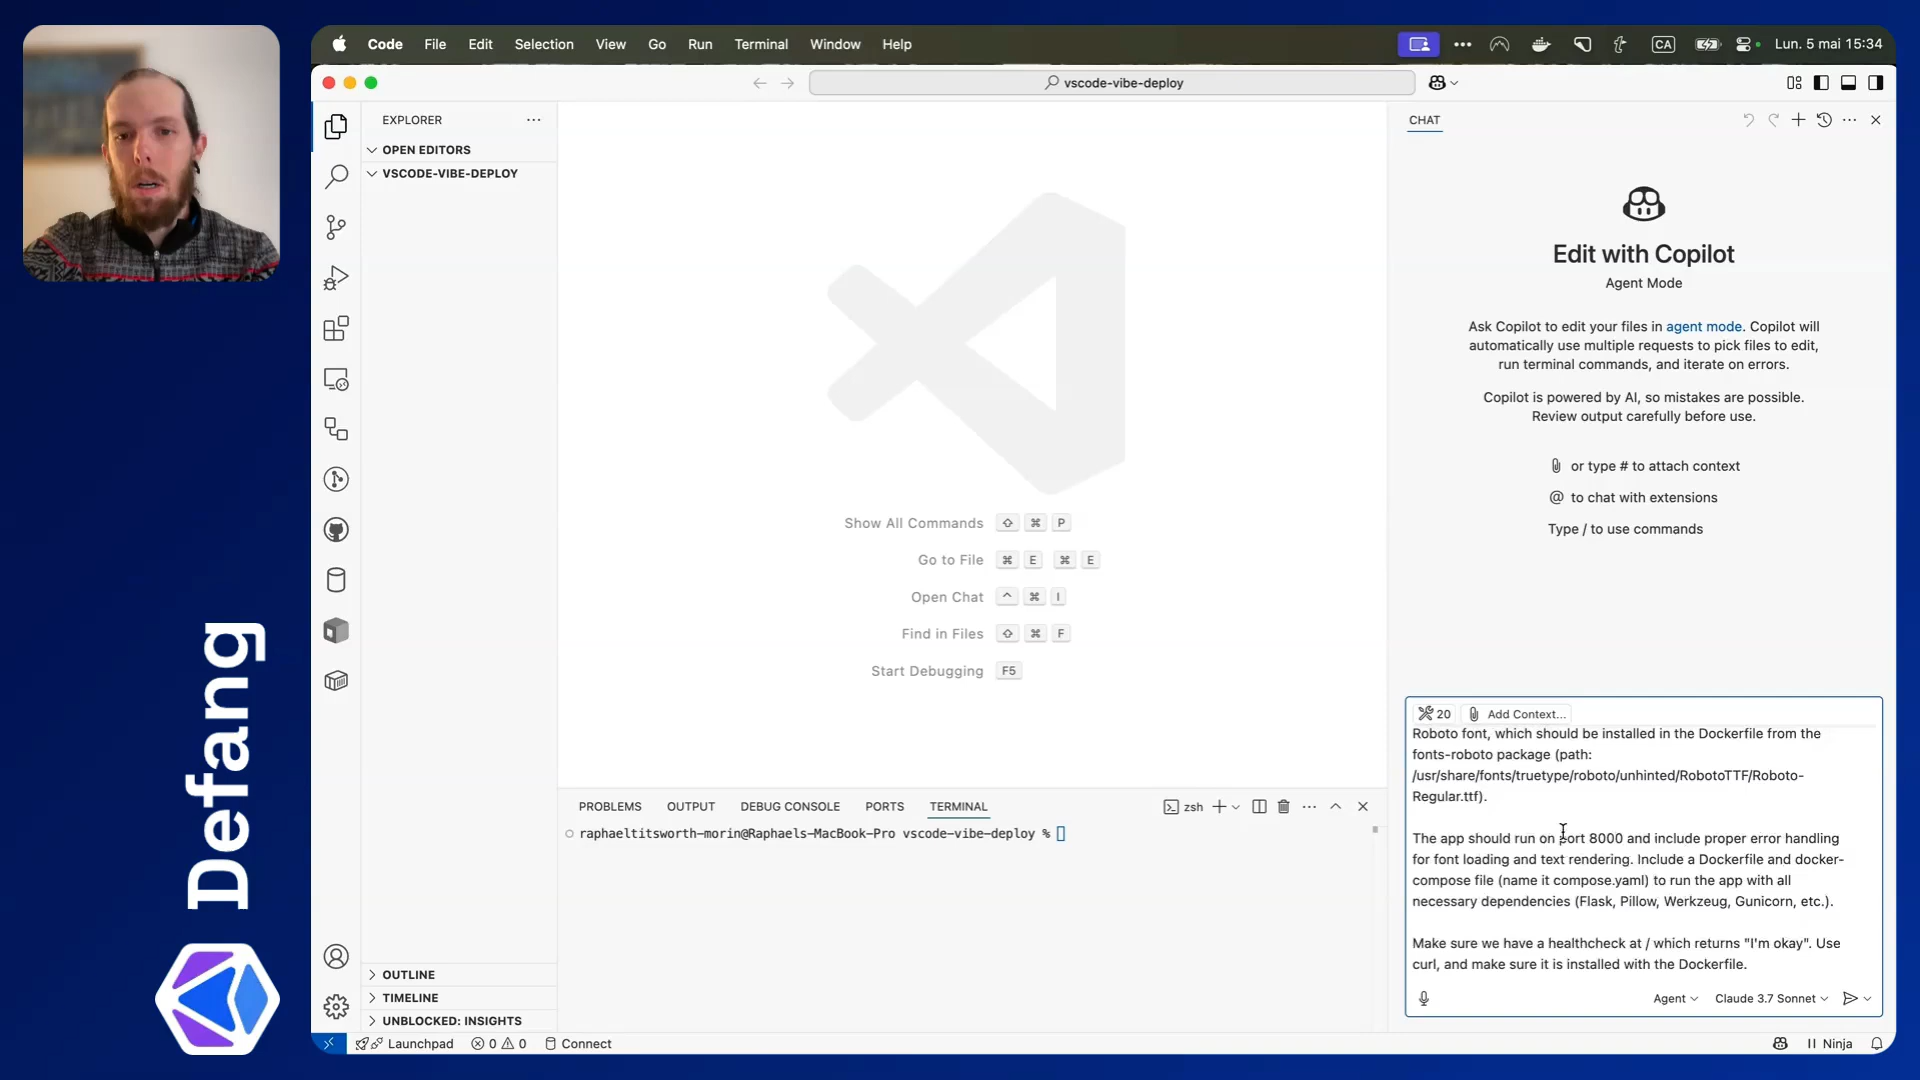 Code File Edit Selection View Go Run Terminal Window Help
CA
Lun. 5 mai 15:34
vscode-vibe-deploy
EXPLORER
OPEN EDITORS
VSCODE-VIBE-DEPLOY
OUTLINE
TIMELINE
UNBLOCKED: INSIGHTS
Show All Commands ⇧ ⌘ P
Go to File ⌘ E ⌘ E
Open Chat ^ ⌘ I
Find in Files ⇧ ⌘ F
Start Debugging F5
PROBLEMS OUTPUT DEBUG CONSOLE PORTS TERMINAL
zsh
raphaeltitsworth-morin@Raphaels-MacBook-Pro vscode-vibe-deploy %
CHAT
Edit with Copilot
Agent Mode
Ask Copilot to edit your files in agent mode. Copilot will
automatically use multiple requests to pick files to edit,
run terminal commands, and iterate on errors.
Copilot is powered by AI, so mistakes are possible.
Review output carefully before use.
or type # to attach context
@ to chat with extensions
Type / to use commands
20 Add Context...
Roboto font, which should be installed in the Dockerfile from the
fonts-roboto package (path:
/usr/share/fonts/truetype/roboto/unhinted/RobotoTTF/Roboto-
Regular.ttf).
The app should run on port 8000 and include proper error handling
for font loading and text rendering. Include a Dockerfile and docker-
compose file (name it compose.yaml) to run the app with all
necessary dependencies (Flask, Pillow, Werkzeug, Gunicorn, etc.).
Make sure we have a healthcheck at / which returns "I'm okay". Use
curl, and make sure it is installed with the Dockerfile.
Agent Claude 3.7 Sonnet
Launchpad 0 0 Connect
Ninja
Defang